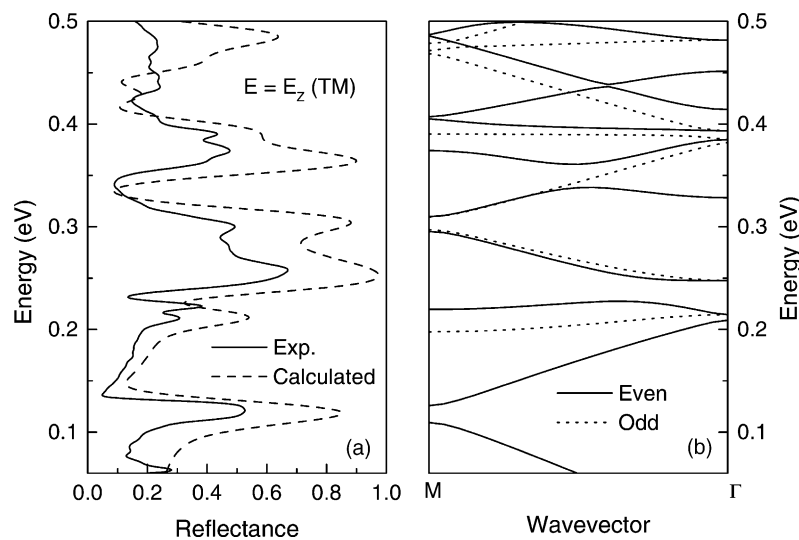 0.5
0.4
0.3
0.2
0.1
Energy (eV)
0.0 0.2 0.4 0.6 0.8 1.0
Reflectance
E = EZ (TM)
Exp.
Calculated
(a)
Even
Odd
(b)
M Γ
Wavevector
0.5
0.4
0.3
0.2
0.1
Energy (eV)